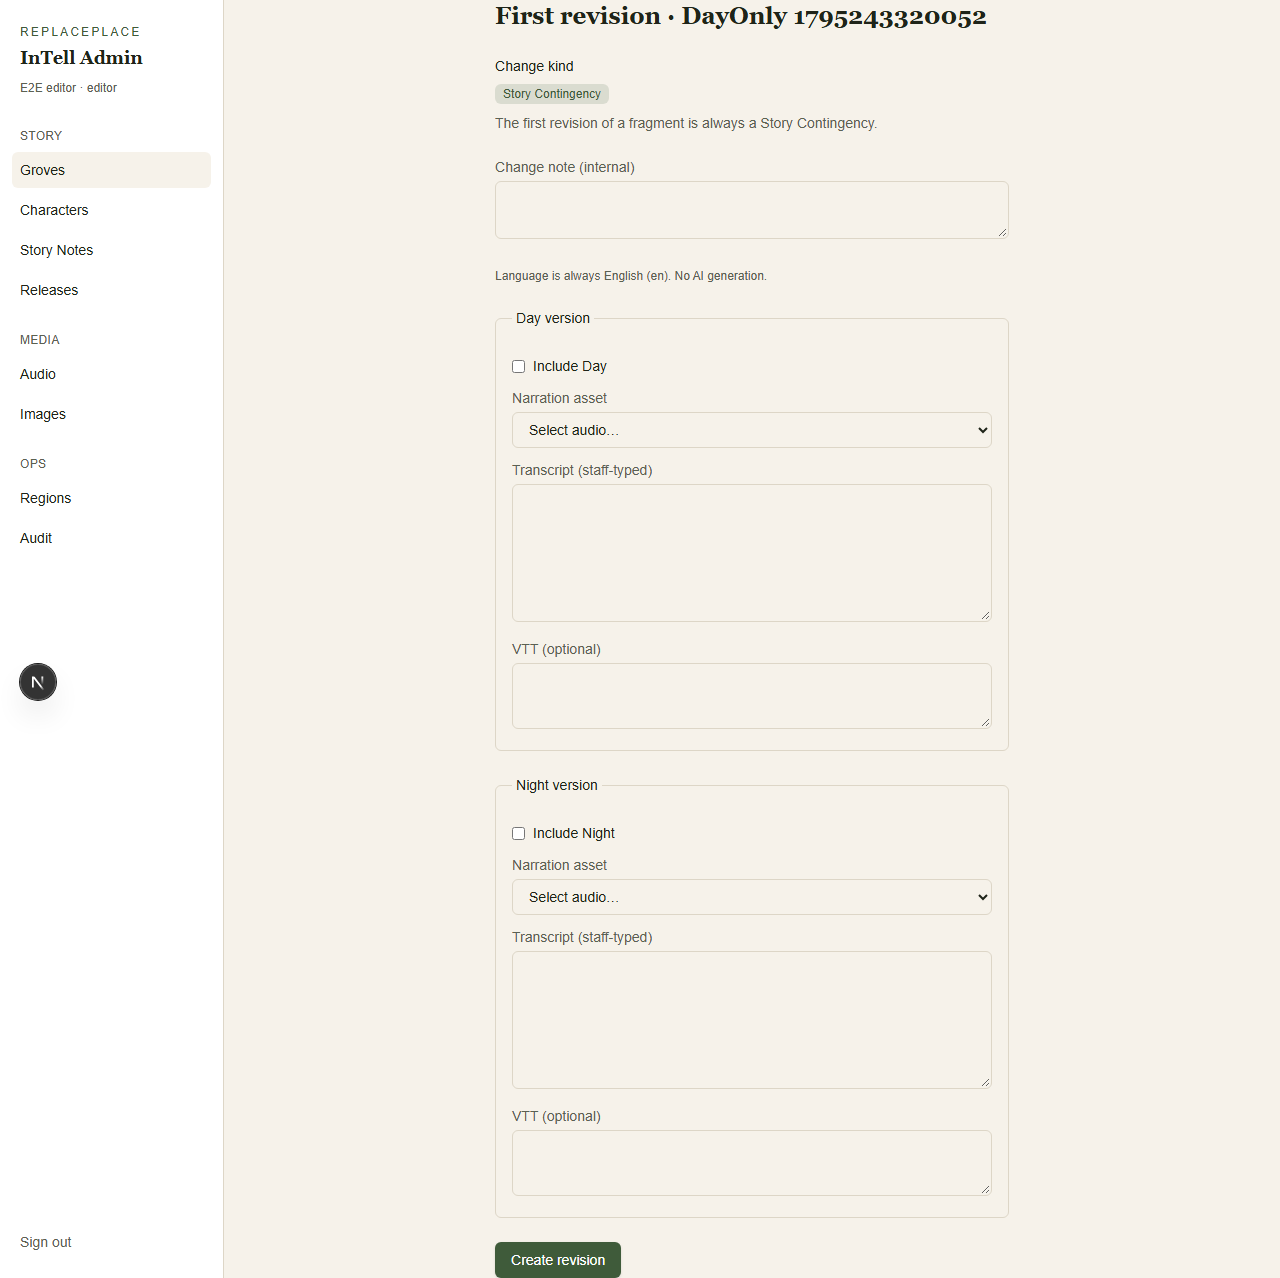 REPLACEPLACE
InTell Admin
E2E editor · editor
STORY
Groves
Characters
Story Notes
Releases
MEDIA
Audio
Images
OPS
Regions
Audit
N
Sign out
First revision · DayOnly 1795243320052
Change kind
Story Contingency
The first revision of a fragment is always a Story Contingency.
Change note (internal)
Language is always English (en). No AI generation.
Day version
Include Day
Narration asset
Select audio...
Transcript (staff-typed)
VTT (optional)
Night version
Include Night
Narration asset
Select audio...
Transcript (staff-typed)
VTT (optional)
Create revision